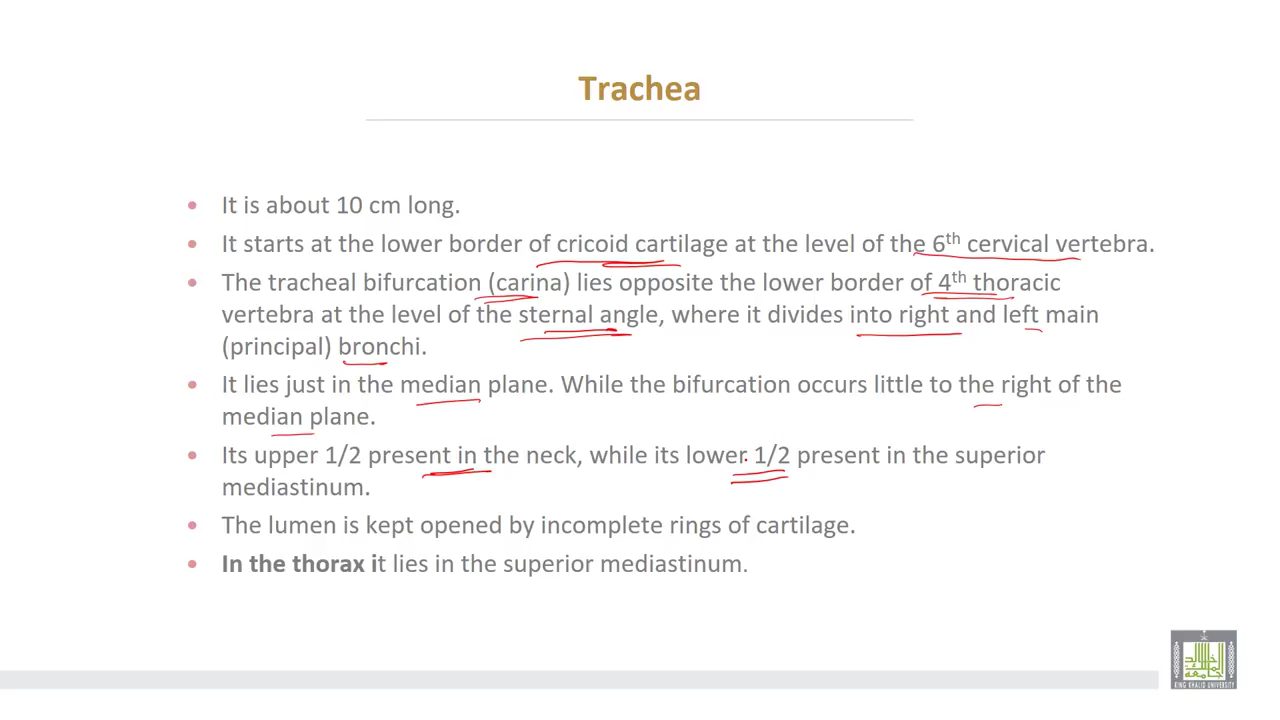 Trachea
• It is about 10 cm long.
• It starts at the lower border of cricoid cartilage at the level of the 6th cervical vertebra.
• The tracheal bifurcation (carina) lies opposite the lower border of 4th thoracic
vertebra at the level of the sternal angle, where it divides into right and left main
(principal) bronchi.
• It lies just in the median plane. While the bifurcation occurs little to the right of the
median plane.
• Its upper 1/2 present in the neck, while its lower 1/2 present in the superior
mediastinum.
• The lumen is kept opened by incomplete rings of cartilage.
• In the thorax it lies in the superior mediastinum.
KING KHALID UNIVERSITY